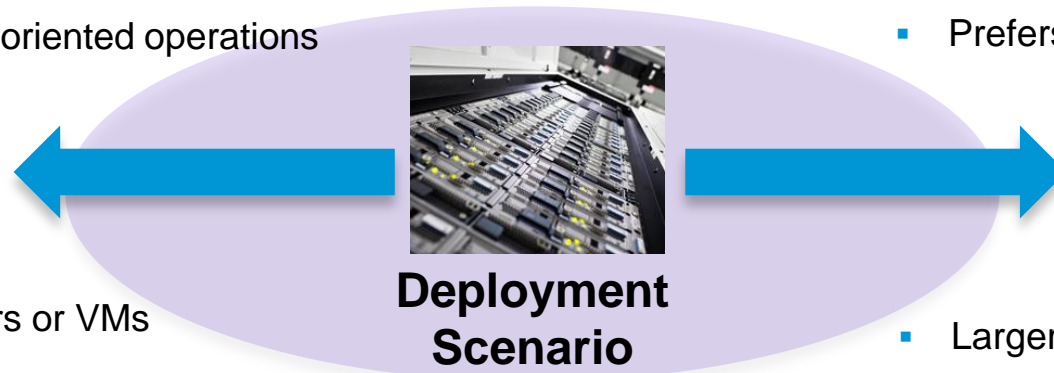 oriented operations
▪ Prefers
Deployment
Scenario
rs or VMs
▪ Larger